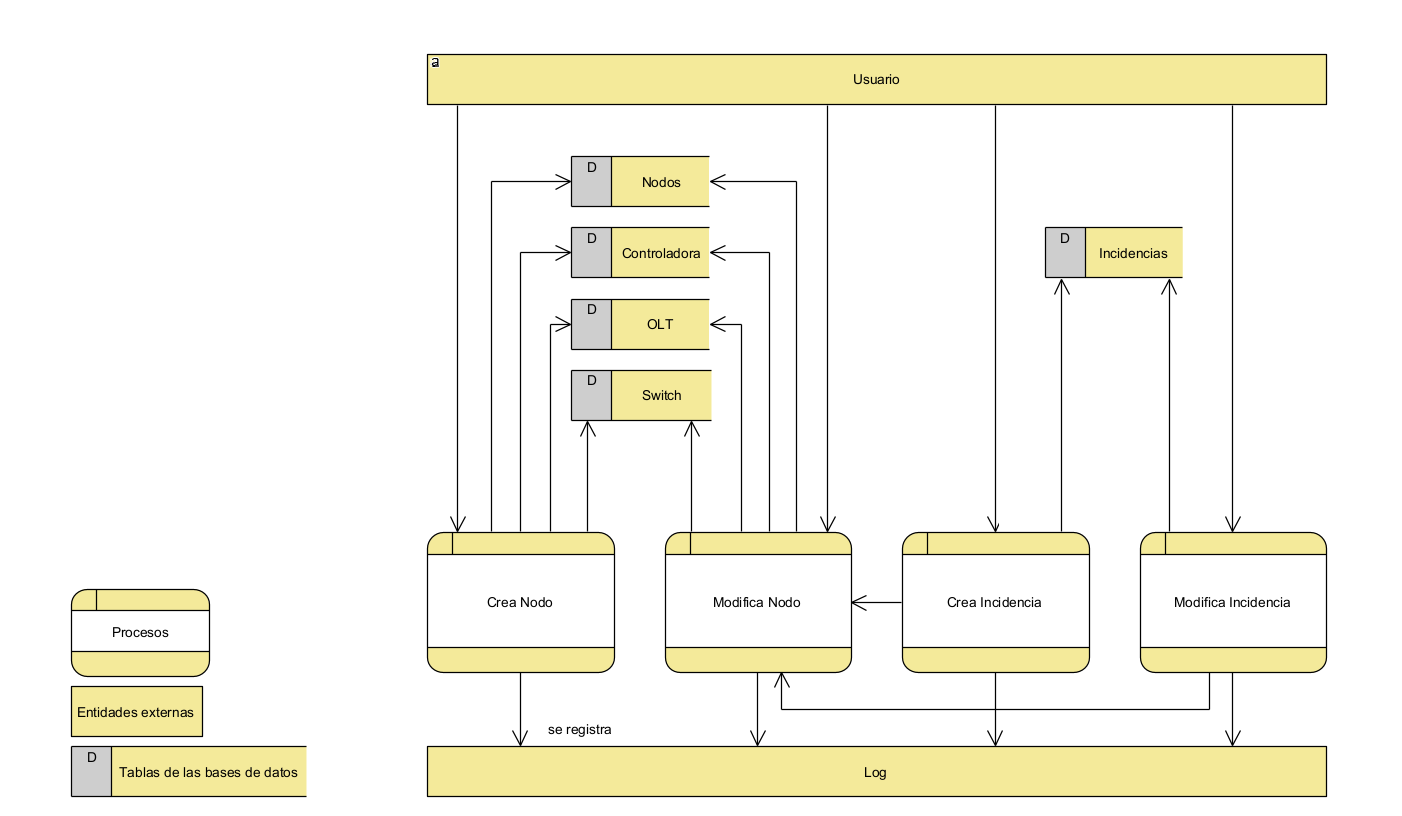 a
Usuario
D
Nodos
D
Controladora
D
Incidencias
D
OLT
D
Switch
Crea Nodo
Modifica Nodo
Crea Incidencia
Modifica Incidencia
Procesos
Entidades externas
se registra
D
Tablas de las bases de datos
Log